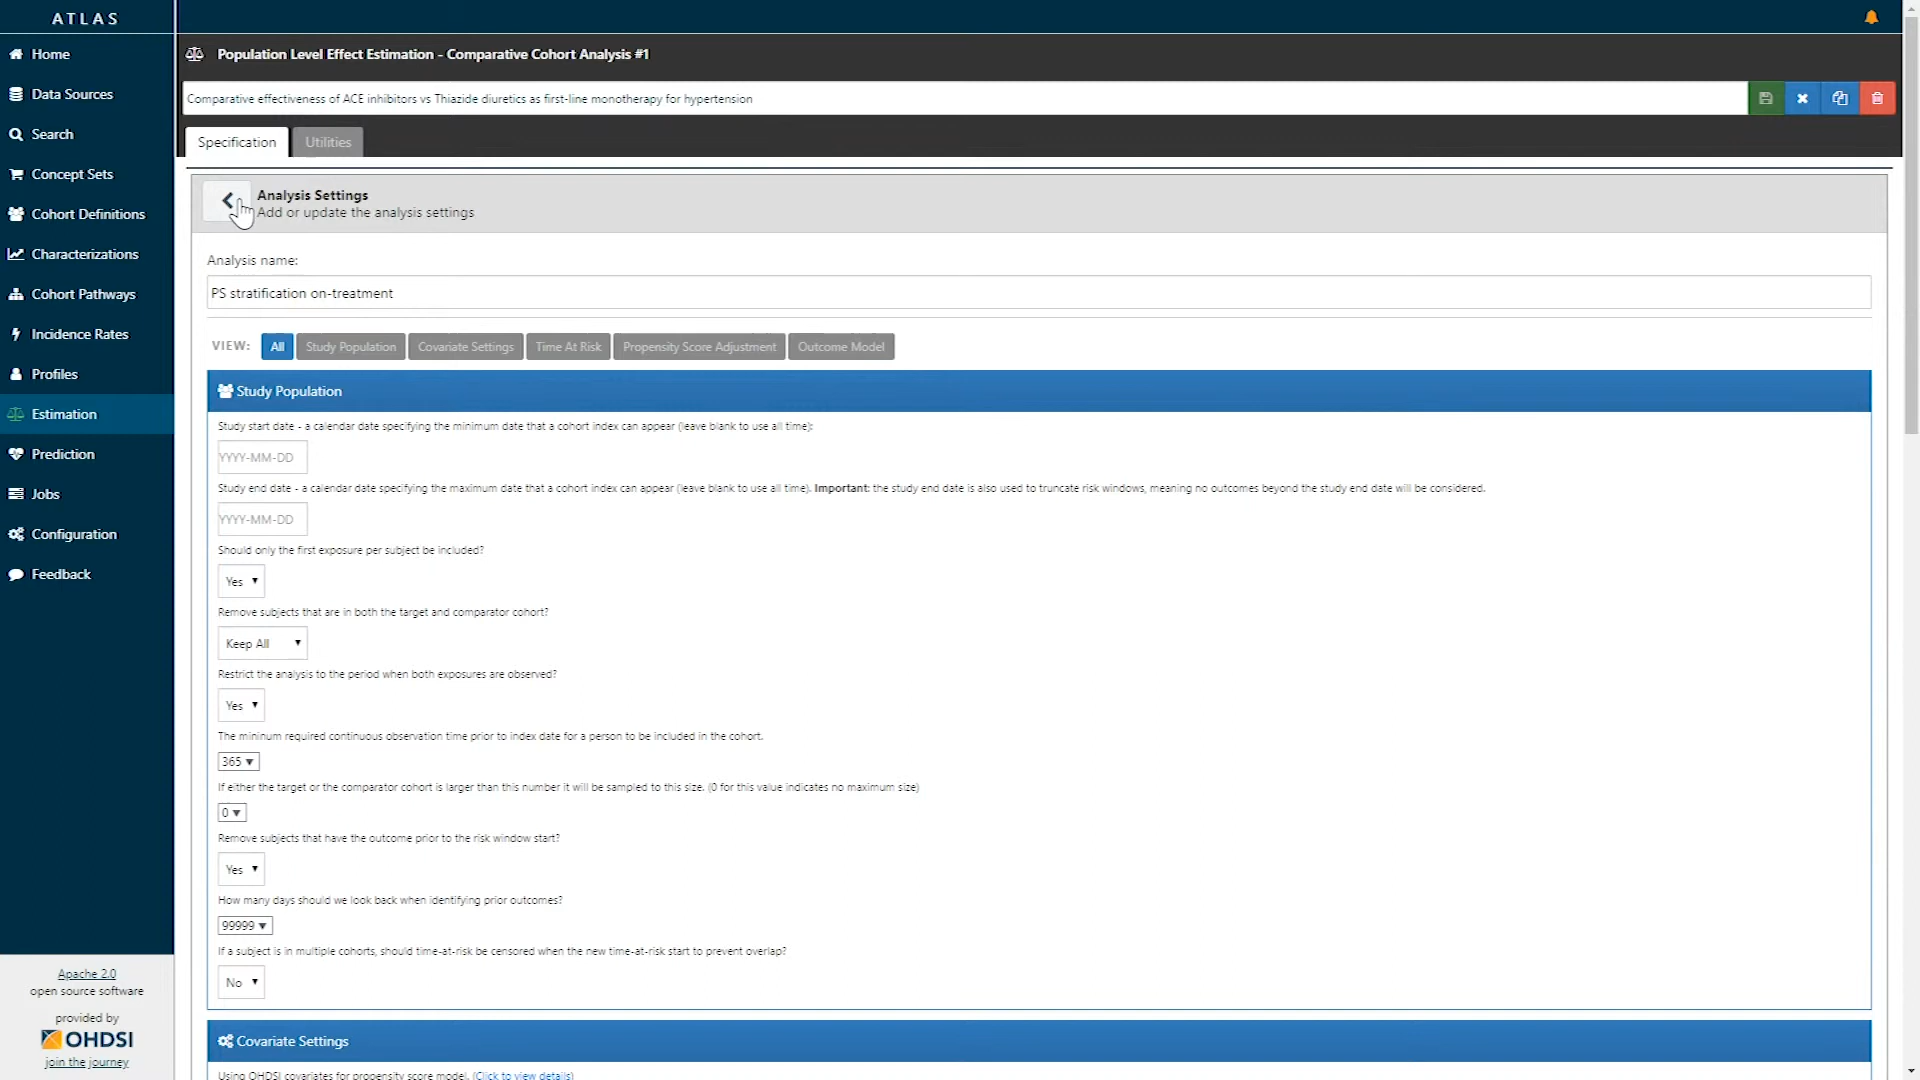 ATLAS
Home
Data Sources
Search
Concept Sets
Cohort Definitions
Characterizations
Cohort Pathways
Incidence Rates
Profiles
Estimation
Prediction
Jobs
Configuration
Feedback
Apache 2.0
open source software
provided by
OHDSI
join the journey
Population Level Effect Estimation - Comparative Cohort Analysis #1
Comparative effectiveness of ACE inhibitors vs Thiazide diuretics as first-line monotherapy for hypertension
Specification Utilities
Analysis Settings
Add or update the analysis settings
Analysis name:
PS stratification on-treatment
VIEW: All Study Population Covariate Settings Time At Risk Propensity Score Adjustment Outcome Model
Study Population
Study start date - a calendar date specifying the minimum date that a cohort index can appear (leave blank to use all time):
YYYY-MM-DD
Study end date - a calendar date specifying the maximum date that a cohort index can appear (leave blank to use all time). Important: the study end date is also used to truncate risk windows, meaning no outcomes beyond the study end date will be considered.
YYYY-MM-DD
Should only the first exposure per subject be included?
Yes
Remove subjects that are in both the target and comparator cohort?
Keep All
Restrict the analysis to the period when both exposures are observed?
Yes
The mininum required continuous observation time prior to index date for a person to be included in the cohort.
365
If either the target or the comparator cohort is larger than this number it will be sampled to this size. (0 for this value indicates no maximum size)
0
Remove subjects that have the outcome prior to the risk window start?
Yes
How many days should we look back when identifying prior outcomes?
99999
If a subject is in multiple cohorts, should time-at-risk be censored when the new time-at-risk start to prevent overlap?
No
Covariate Settings
Using OHDSI covariates for propensity score model. (Click to view details)